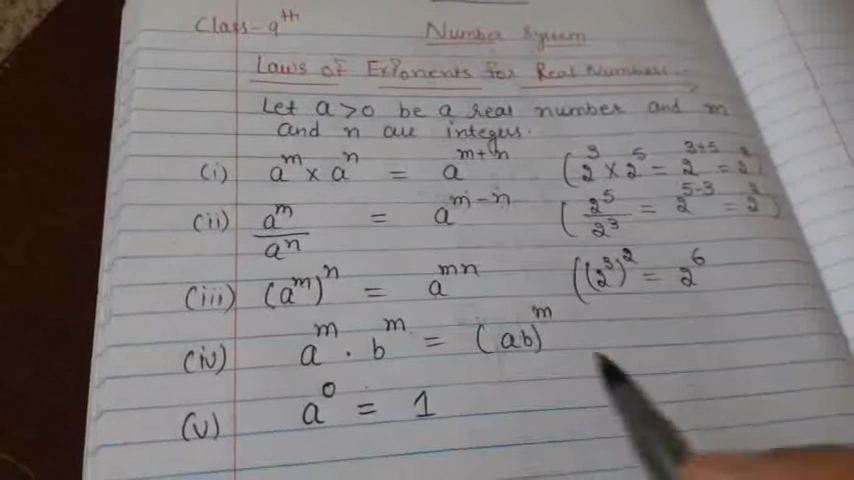 Class-9th Number System
Laws of Exponents for Real Numbers
Let a>0 be a real number and m
and n are integers.
(i) a^m × a^n = a^(m+n) (2^3 × 2^5 = 2^(3+5) =
(ii) a^m/a^n = a^(m-n) (2^5/2^3 = 2^(5-3) = 2^2)
(iii) (a^m)^n = a^(mn) ((2^3)^2 = 2^6
(iv) a^m · b^m = (ab)^m
(v) a^0 = 1